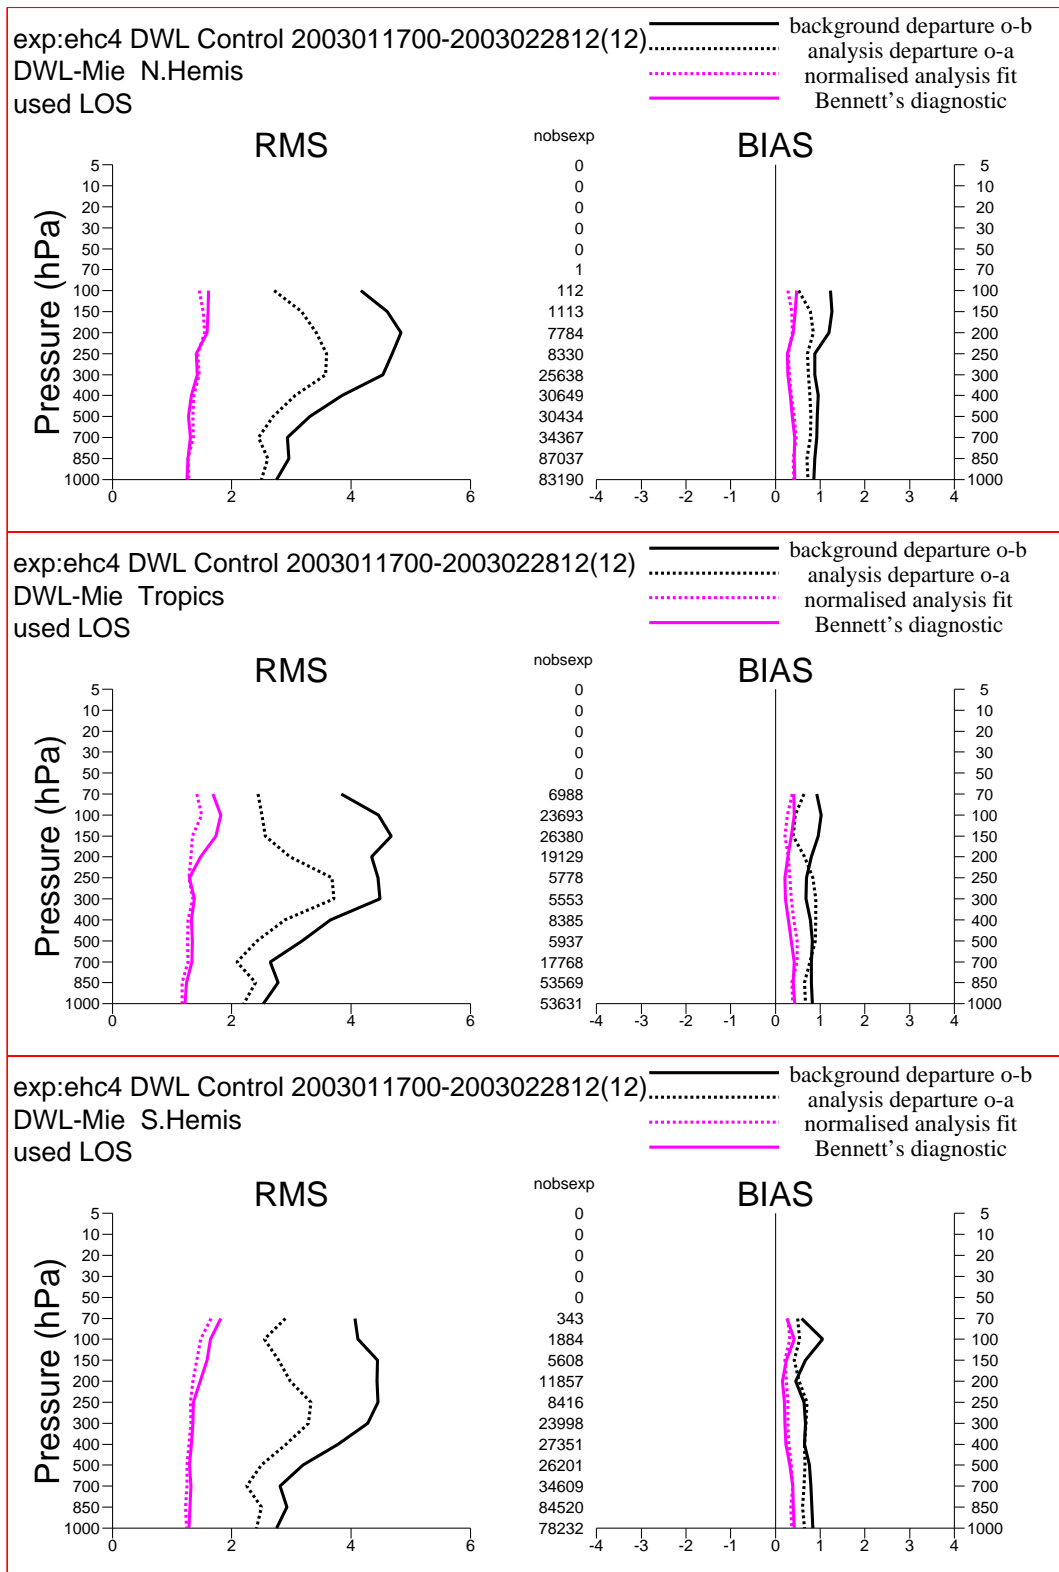 exp:ehc4 DWL Control 2003011700-2003022812(12)
DWL-Mie N.Hemis
used LOS
background departure o-b
analysis departure o-a
normalised analysis fit
Bennett's diagnostic
RMS
nobsexp
BIAS
Pressure (hPa)
5 0 5
10 0 10
20 0 20
30 0 30
50 0 50
70 1 70
100 112 100
150 1113 150
200 7784 200
250 8330 250
300 25638 300
400 30649 400
500 30434 500
700 34367 700
850 87037 850
1000 83190 1000
0 2 4 6 -4 -3 -2 -1 0 1 2 3 4
exp:ehc4 DWL Control 2003011700-2003022812(12)
DWL-Mie Tropics
used LOS
background departure o-b
analysis departure o-a
normalised analysis fit
Bennett's diagnostic
RMS
nobsexp
BIAS
Pressure (hPa)
5 0 5
10 0 10
20 0 20
30 0 30
50 0 50
70 6988 70
100 23693 100
150 26380 150
200 19129 200
250 5778 250
300 5553 300
400 8385 400
500 5937 500
700 17768 700
850 53569 850
1000 53631 1000
0 2 4 6 -4 -3 -2 -1 0 1 2 3 4
exp:ehc4 DWL Control 2003011700-2003022812(12)
DWL-Mie S.Hemis
used LOS
background departure o-b
analysis departure o-a
normalised analysis fit
Bennett's diagnostic
RMS
nobsexp
BIAS
Pressure (hPa)
5 0 5
10 0 10
20 0 20
30 0 30
50 0 50
70 343 70
100 1884 100
150 5608 150
200 11857 200
250 8416 250
300 23998 300
400 27351 400
500 26201 500
700 34609 700
850 84520 850
1000 78232 1000
0 2 4 6 -4 -3 -2 -1 0 1 2 3 4